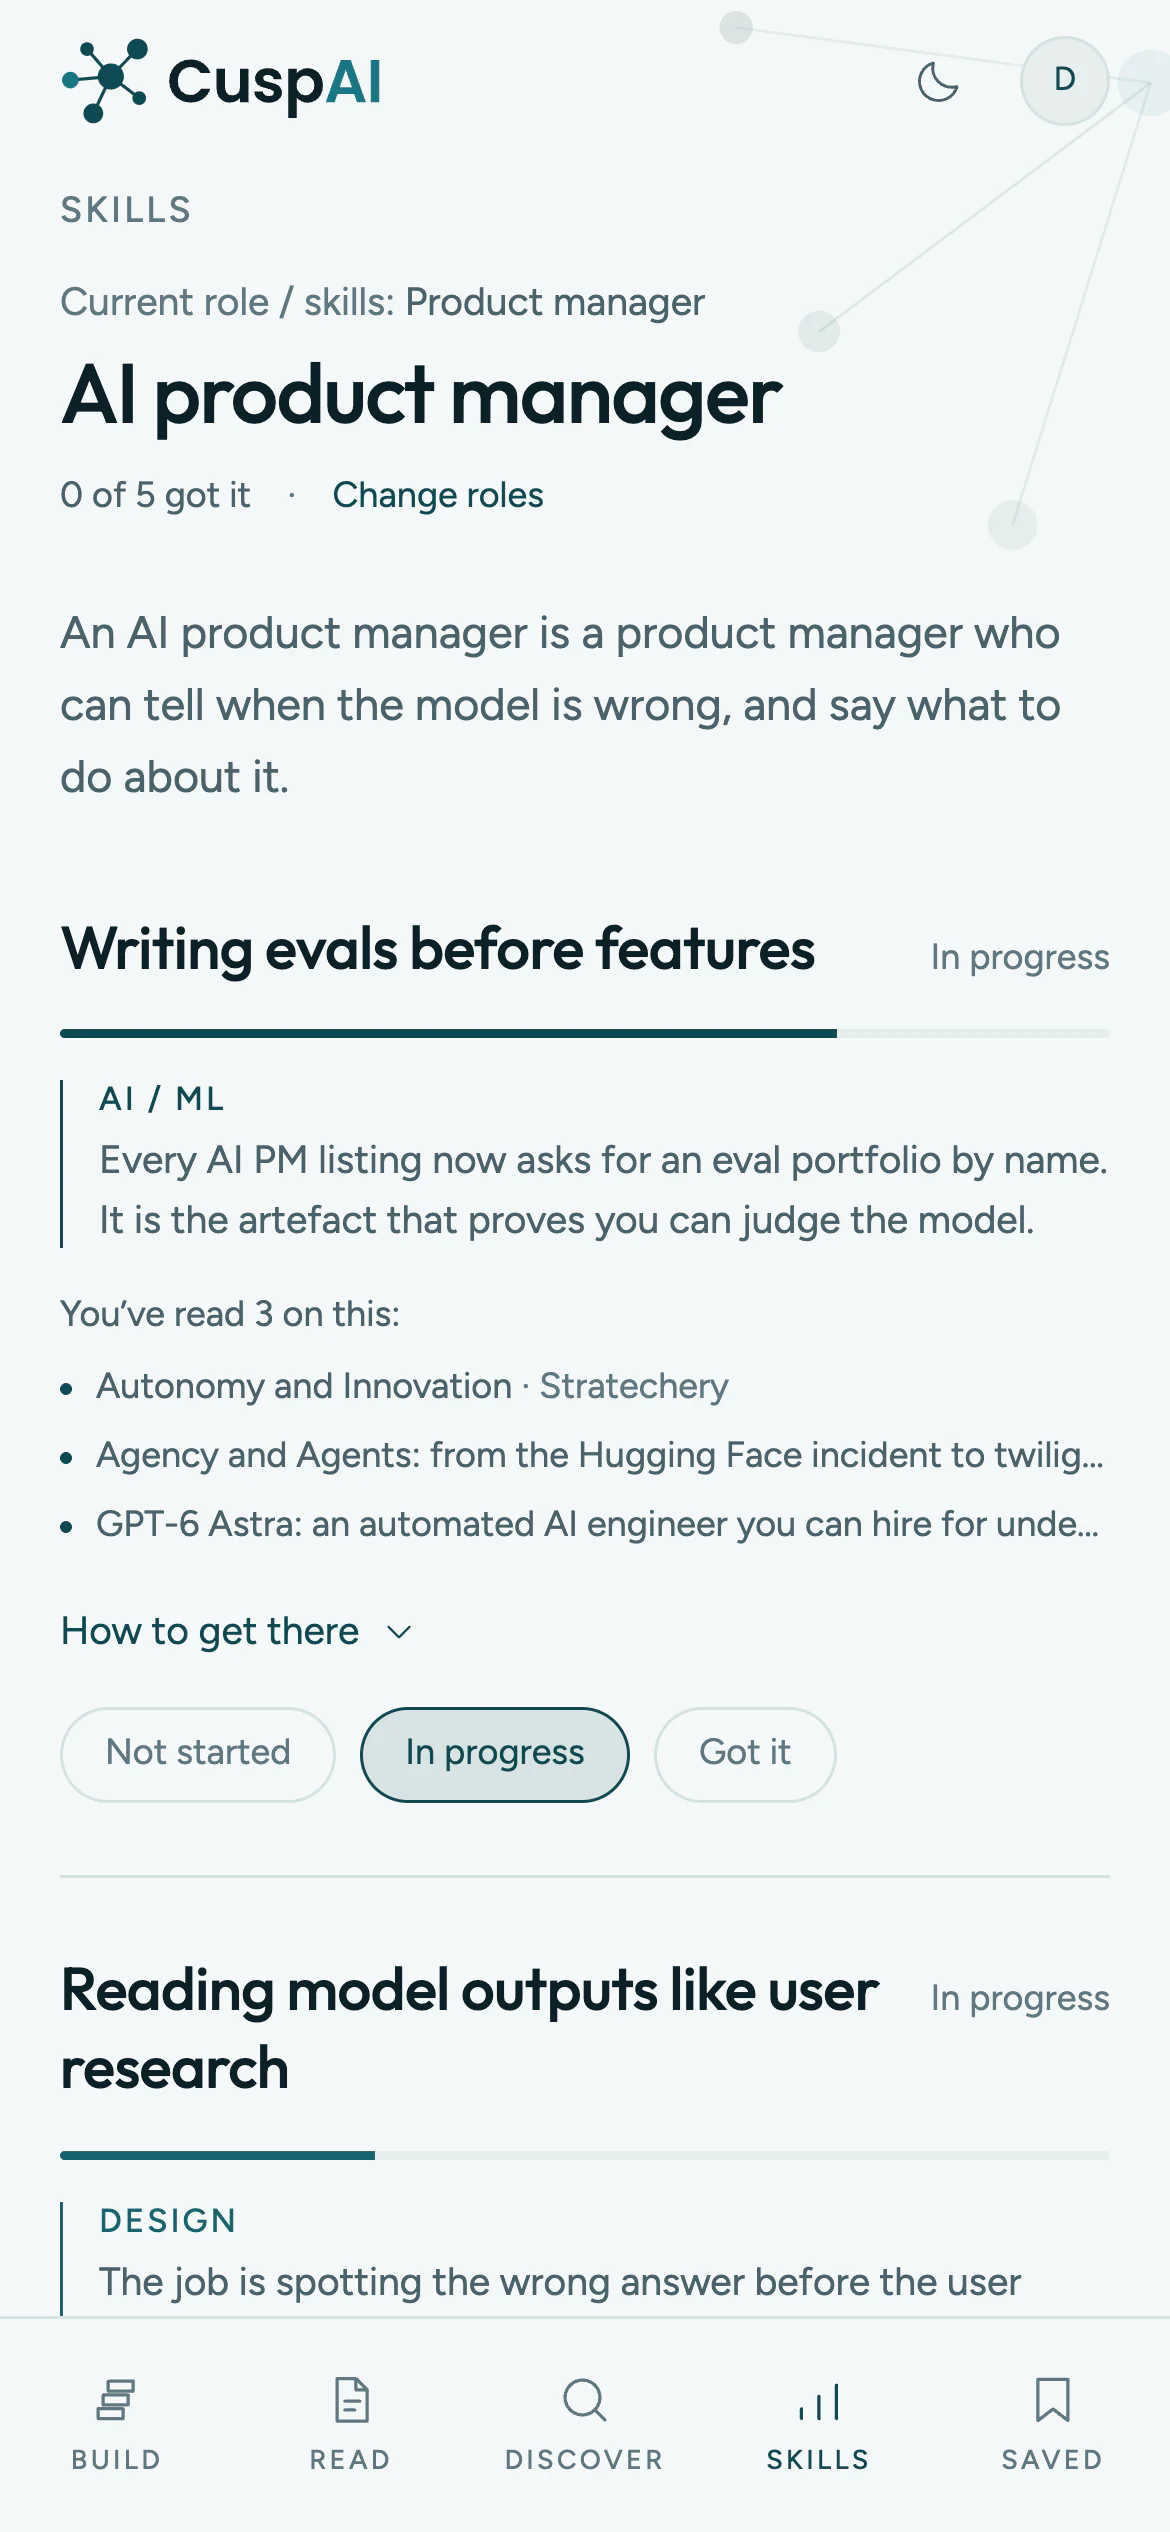 CuspAI
D
SKILLS
Current role / skills: Product manager
AI product manager
0 of 5 got it · Change roles
An AI product manager is a product manager who
can tell when the model is wrong, and say what to
do about it.
Writing evals before features
In progress
AI / ML
Every AI PM listing now asks for an eval portfolio by name.
It is the artefact that proves you can judge the model.
You’ve read 3 on this:
• Autonomy and Innovation · Stratechery
• Agency and Agents: from the Hugging Face incident to twilig...
• GPT-6 Astra: an automated AI engineer you can hire for unde...
How to get there
Not started
In progress
Got it
Reading model outputs like user
research
In progress
DESIGN
The job is spotting the wrong answer before the user
BUILD
READ
DISCOVER
SKILLS
SAVED